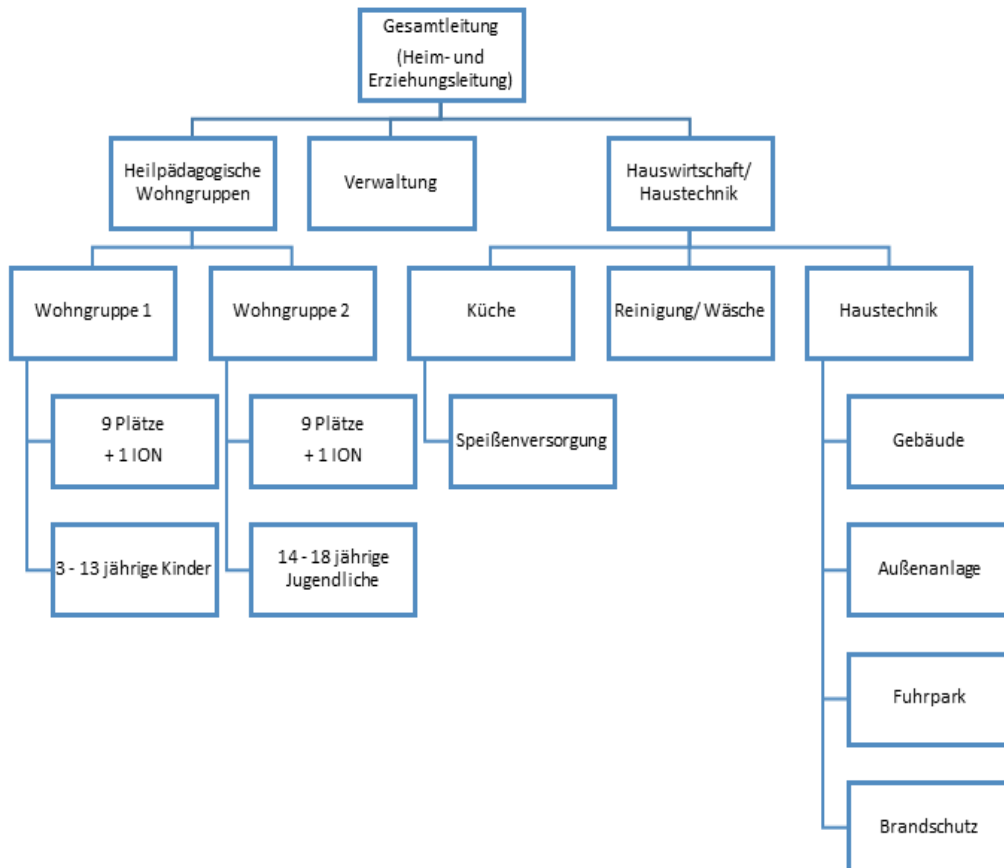 Gesamtleitung
(Heim- und
Erziehungsleitung)
Heilpädagogische
Wohngruppen
Verwaltung
Hauswirtschaft/
Haustechnik
Wohngruppe 1
Wohngruppe 2
Küche
Reinigung/ Wäsche
Haustechnik
9 Plätze
+ 1 ION
9 Plätze
+ 1 ION
Speißenversorgung
Gebäude
3 - 13 jährige Kinder
14 - 18 jährige
Jugendliche
Außenanlage
Fuhrpark
Brandschutz